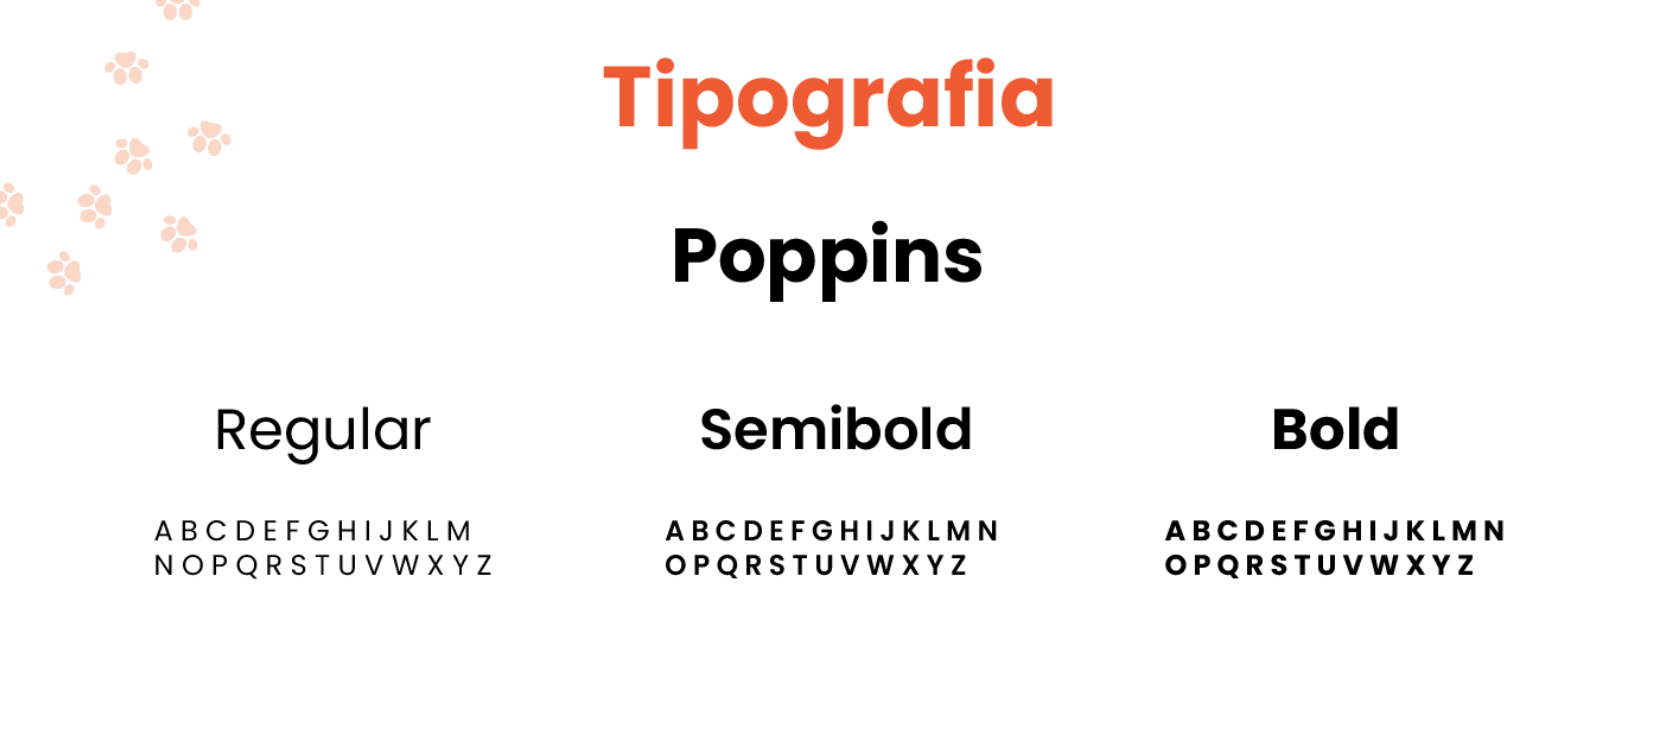 Tipografia
Poppins
Regular
A B C D E F G H I J K L M
N O P Q R S T U V W X Y Z
Semibold
A B C D E F G H I J K L M N
O P Q R S T U V W X Y Z
Bold
A B C D E F G H I J K L M N
O P Q R S T U V W X Y Z